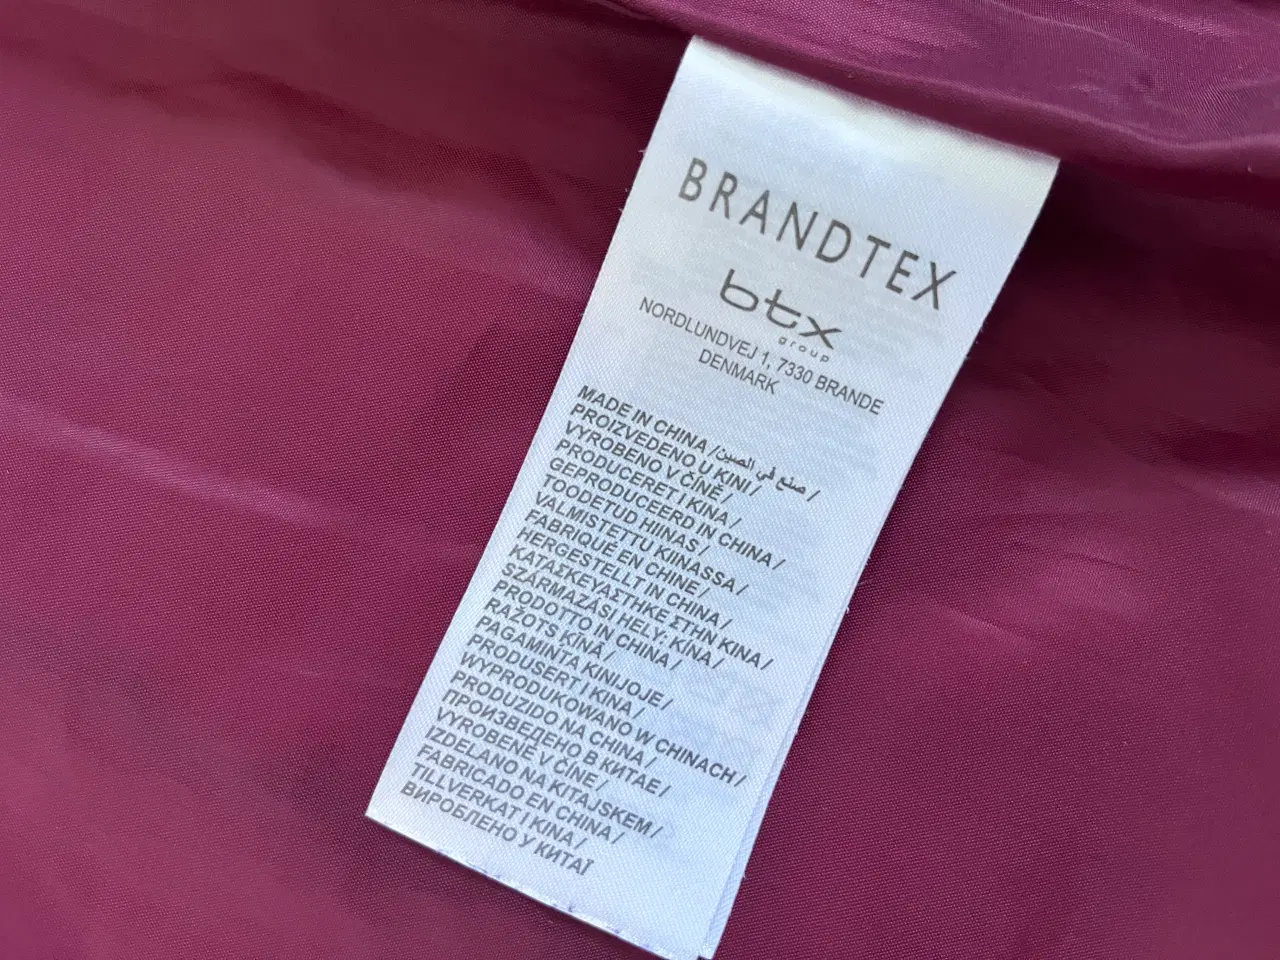 BRANDTEX
btx
group
NORDLUNDVEJ 1, 7330 BRANDE
DENMARK
MADE IN CHINA / صنع في الصين /
PROIZVEDENO U KINI /
VYROBENO V ČÍNĚ /
PRODUCERET I KINA /
GEPRODUCEERD IN CHINA /
TOODETUD HIINAS /
VALMISTETTU KIINASSA /
FABRIQUÉ EN CHINE /
HERGESTELLT IN CHINA /
ΚΑΤΑΣΚΕΥΑΣΤΗΚΕ ΣΤΗΝ ΚΙΝΑ /
SZÁRMAZÁSI HELY: KÍNA /
PRODOTTO IN CHINA /
RAŽOTS ĶĪNĀ /
PAGAMINTA KINIJOJE /
PRODUSERT I KINA /
WYPRODUKOWANO W CHINACH /
PRODUZIDO NA CHINA /
ПРОИЗВЕДЕНО В КИТАЕ /
VYROBENÉ V ČÍNE /
IZDELANO NA KITAJSKEM /
FABRICADO EN CHINA /
TILLVERKAT I KINA /
ВИРОБЛЕНО У КИТАЇ